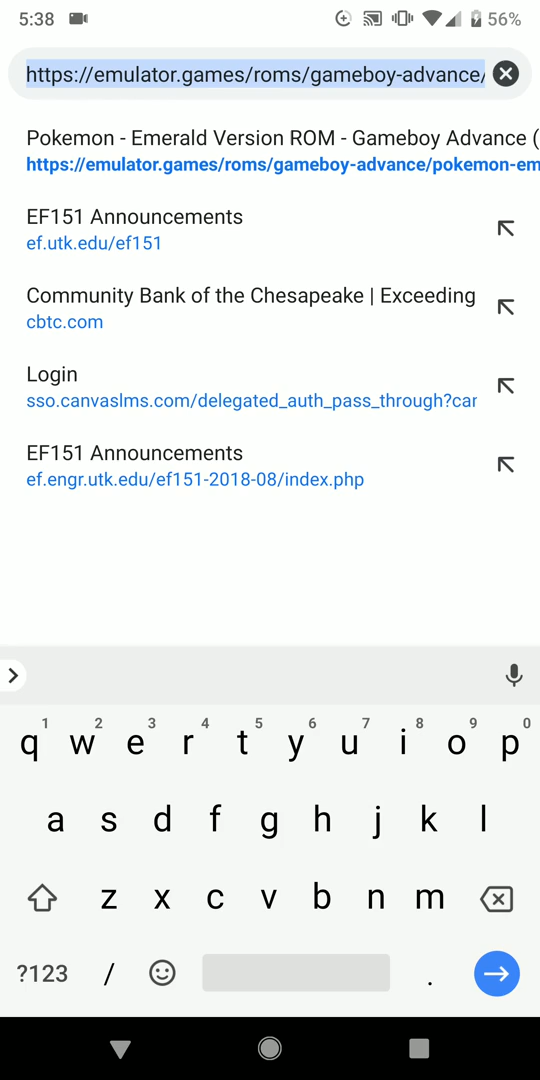 5:38
56%
https://emulator.games/roms/gameboy-advance/
Pokemon - Emerald Version ROM - Gameboy Advance (
https://emulator.games/roms/gameboy-advance/pokemon-em
EF151 Announcements
ef.utk.edu/ef151
Community Bank of the Chesapeake | Exceeding
cbtc.com
Login
sso.canvaslms.com/delegated_auth_pass_through?car
EF151 Announcements
ef.engr.utk.edu/ef151-2018-08/index.php
1 2 3 4 5 6 7 8 9 0
q w e r t y u i o p
a s d f g h j k l
z x c v b n m
?123 / .